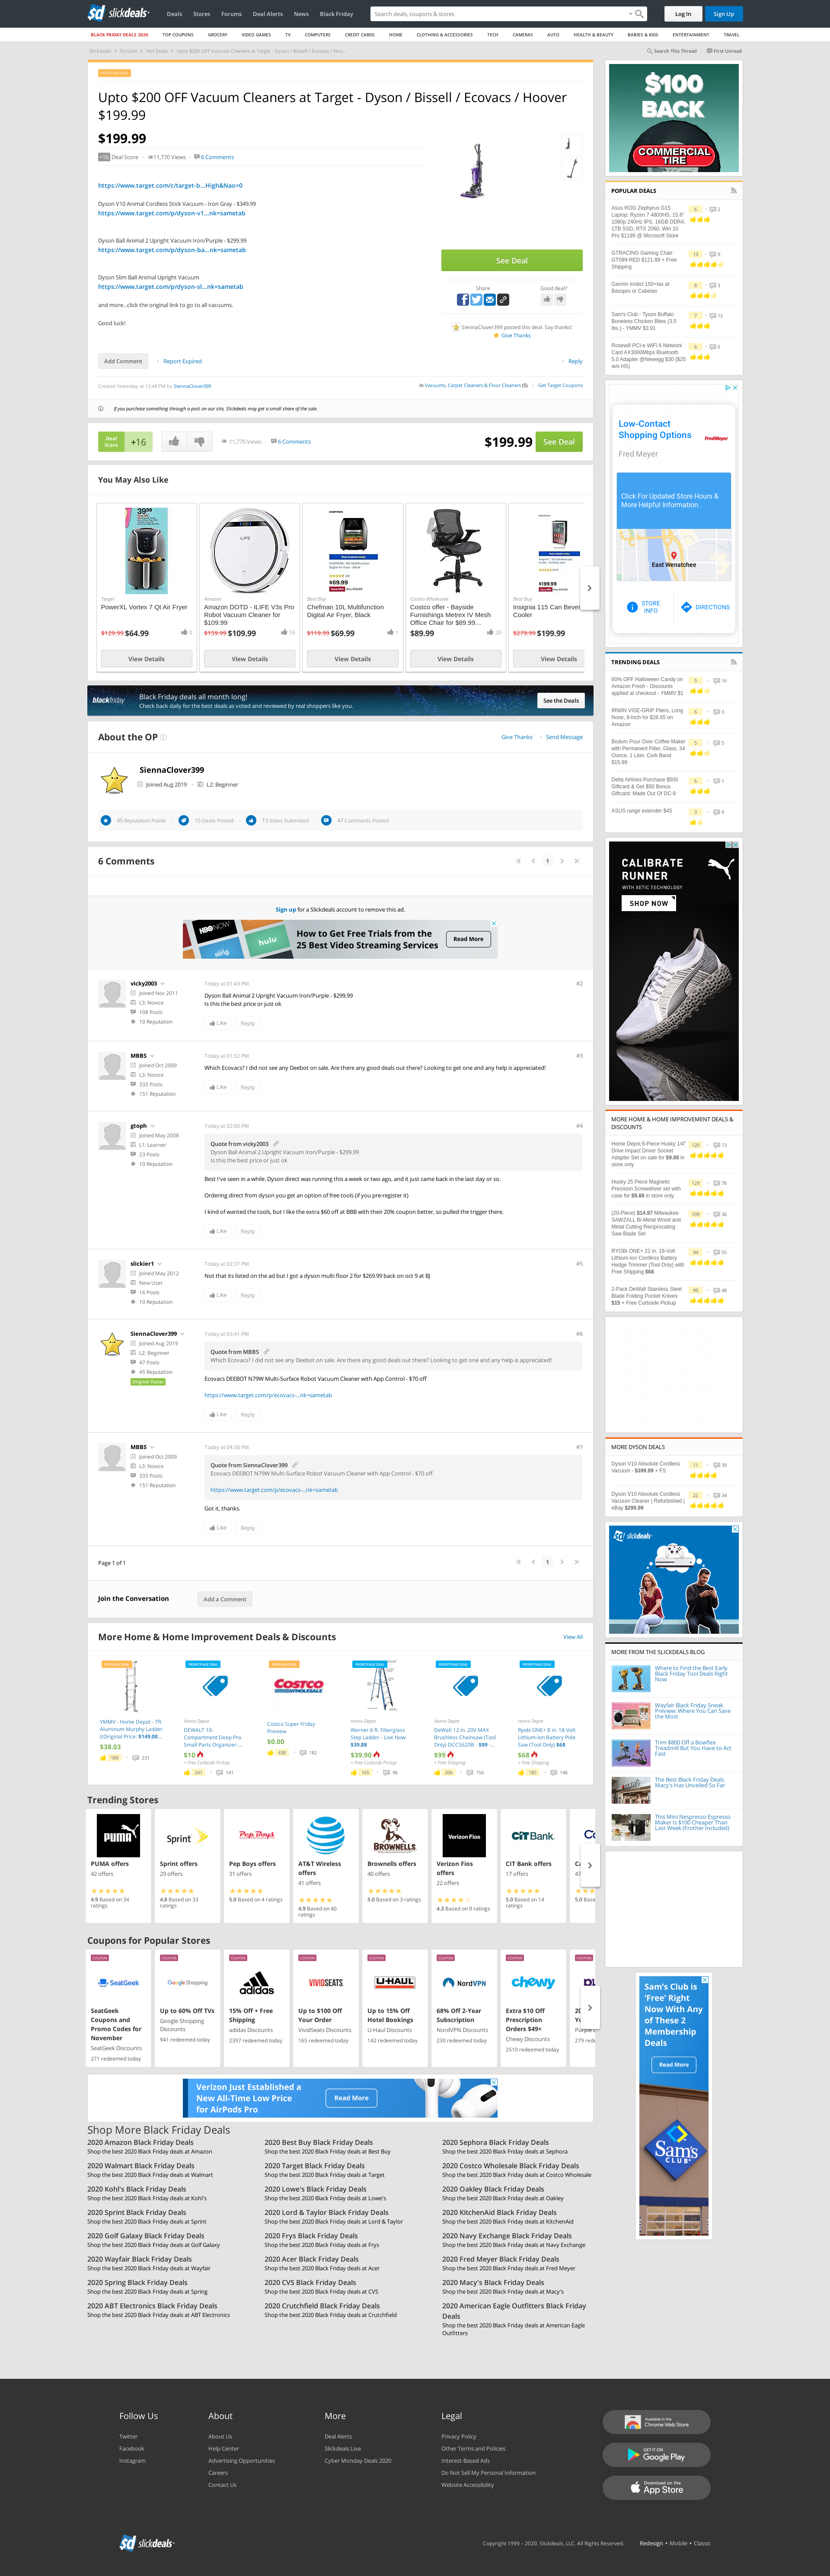 slickdeals
Deals
Stores
Forums
Deal Alerts
News
Black Friday
Search deals, coupons & stores
Log In
Sign Up
BLACK FRIDAY DEALS 2020
TOP COUPONS
GROCERY
VIDEO GAMES
TV
COMPUTERS
CREDIT CARDS
HOME
CLOTHING & ACCESSORIES
TECH
CAMERAS
AUTO
HEALTH & BEAUTY
BABIES & KIDS
ENTERTAINMENT
TRAVEL
Slickdeals
Forums
Hot Deals
Upto $200 OFF Vacuum Cleaners at Target - Dyson / Bissell / Ecovacs / Hoo...
Search This Thread
First Unread
POPULAR DEAL
Upto $200 OFF Vacuum Cleaners at Target - Dyson / Bissell / Ecovacs / Hoover
$199.99
$199.99
+16 Deal Score
11,770 Views
6 Comments
https://www.target.com/c/target-b...High&Nao=0
Dyson V10 Animal Cordless Stick Vacuum - Iron Gray - $349.99
https://www.target.com/p/dyson-v1...nk=sametab
Dyson Ball Animal 2 Upright Vacuum Iron/Purple - $299.99
https://www.target.com/p/dyson-ba...nk=sametab
Dyson Slim Ball Animal Upright Vacuum
https://www.target.com/p/dyson-sl...nk=sametab
and more...click the original link to go to all vacuums.
Good luck!
See Deal
Share
Good deal?
SiennaClover399 posted this deal. Say thanks!
Give Thanks
Add Comment
Report Expired
Reply
Created Yesterday at 12:44 PM by SiennaClover399
in Vacuums, Carpet Cleaners & Floor Cleaners (5)
Get Target Coupons
If you purchase something through a post on our site, Slickdeals may get a small share of the sale.
Deal Score
+16
11,770 Views
6 Comments
$199.99
See Deal
You May Also Like
Target
PowerXL Vortex 7 Qt Air Fryer
$129.99 $64.99
0
View Details
Amazon
Amazon DOTD - ILIFE V3s Pro Robot Vacuum Cleaner for $109.99
$159.99 $109.99
16
View Details
Best Buy
Chefman 10L Multifunction Digital Air Fryer, Black
$119.99 $69.99
1
View Details
Costco Wholesale
Costco offer - Bayside Furnishings Metrex IV Mesh Office Chair for $89.99...
$89.99
20
View Details
Best Buy
Insignia 115 Can Bever
Cooler
$279.99 $199.99
View Details
blackfriday
Black Friday deals all month long!
Check back daily for the best deals as voted and reviewed by real shoppers like you.
See the Deals
About the OP
Give Thanks
Send Message
SiennaClover399
Joined Aug 2019
L2: Beginner
45 Reputation Points
15 Deals Posted
13 Votes Submitted
47 Comments Posted
6 Comments
1
Sign up for a Slickdeals account to remove this ad.
HBO NOW
hulu
sling
How to Get Free Trials from the
25 Best Video Streaming Services
Read More
vicky2003
Joined Nov 2011
L3: Novice
108 Posts
10 Reputation
Today at 01:43 PM
#2
Dyson Ball Animal 2 Upright Vacuum Iron/Purple - $299.99
Is this the best price or just ok
Like
Reply
MBBS
Joined Oct 2009
L3: Novice
333 Posts
151 Reputation
Today at 01:52 PM
#3
Which Ecovacs? I did not see any Deebot on sale. Are there any good deals out there? Looking to get one and any help is appreciated!
Like
Reply
gtoph
Joined May 2008
L1: Learner
23 Posts
10 Reputation
Today at 02:00 PM
#4
Quote from vicky2003
Dyson Ball Animal 2 Upright Vacuum Iron/Purple - $299.99
Is this the best price or just ok
Best I've seen in a while. Dyson direct was running this a week or two ago, and it just came back in the last day or so.
Ordering direct from dyson you get an option of free tools (if you pre-register it)
I kind of wanted the tools, but I like the extra $60 off at BBB with their 20% coupon better, so pulled the trigger there.
Like
Reply
slickier1
Joined May 2012
New User
16 Posts
10 Reputation
Today at 02:37 PM
#5
Not that its listed on the ad but I got a dyson multi floor 2 for $269.99 back on oct 9 at BJ
Like
Reply
SiennaClover399
Joined Aug 2019
L2: Beginner
47 Posts
45 Reputation
Original Poster
Today at 03:41 PM
#6
Quote from MBBS
Which Ecovacs? I did not see any Deebot on sale. Are there any good deals out there? Looking to get one and any help is appreciated!
Ecovacs DEEBOT N79W Multi-Surface Robot Vacuum Cleaner with App Control - $70 off
https://www.target.com/p/ecovacs-...nk=sametab
Like
Reply
MBBS
Joined Oct 2009
L3: Novice
333 Posts
151 Reputation
Today at 04:58 PM
#7
Quote from SiennaClover399
Ecovacs DEEBOT N79W Multi-Surface Robot Vacuum Cleaner with App Control - $70 off
https://www.target.com/p/ecovacs-...nk=sametab
Got it, thanks.
Like
Reply
Page 1 of 1
1
Join the Conversation
Add a Comment
More Home & Home Improvement Deals & Discounts
View All
YMMV - Home Depot - 7ft Aluminum Murphy Ladder ((Original Price: $149.00...
$38.03
189
231
Home Depot
DEWALT 10-Compartment Deep Pro Small Parts Organizer-...
$10
+ Free Curbside Pickup
241
141
COSTCO WHOLESALE
Costco Super Friday Preview
$0.00
438
182
Home Depot
Werner 6 ft. Fiberglass Step Ladder - Live Now $39.88
$39.90
+ Free Curbside Pickup
165
96
Home Depot
DeWalt 12 in. 20V MAX Brushless Chainsaw (Tool Only) DCCS620B - $99 -...
$99
+ Free Shipping
206
156
Home Depot
Ryobi ONE+ 8 in. 18-Volt Lithium-Ion Battery Pole Saw (Tool Only) $68
$68
+ Free Shipping
185
146
Trending Stores
PUMA offers
42 offers
4.9 Based on 34 ratings
Sprint offers
29 offers
4.8 Based on 33 ratings
Pep Boys offers
31 offers
5.0 Based on 4 ratings
AT&T Wireless offers
41 offers
4.9 Based on 40 ratings
Brownells offers
40 offers
5.0 Based on 3 ratings
Verizon Fios offers
22 offers
4.3 Based on 9 ratings
CIT Bank offers
17 offers
5.0 Based on 14 ratings
Coupons for Popular Stores
SeatGeek Coupons and Promo Codes for November
SeatGeek Discounts
271 redeemed today
Up to 60% Off TVs
Google Shopping Discounts
941 redeemed today
15% Off + Free Shipping
adidas Discounts
2397 redeemed today
Up to $100 Off Your Order
VividSeats Discounts
165 redeemed today
Up to 15% Off Hotel Bookings
U-Haul Discounts
142 redeemed today
68% Off 2-Year Subscription
NordVPN Discounts
230 redeemed today
Extra $10 Off Prescription Orders $49+
Chewy Discounts
2510 redeemed today
Verizon Just Established a New All-Time Low Price for AirPods Pro
Read More
Shop More Black Friday Deals
2020 Amazon Black Friday Deals
Shop the best 2020 Black Friday deals at Amazon
2020 Walmart Black Friday Deals
Shop the best 2020 Black Friday deals at Walmart
2020 Kohl's Black Friday Deals
Shop the best 2020 Black Friday deals at Kohl's
2020 Sprint Black Friday Deals
Shop the best 2020 Black Friday deals at Sprint
2020 Golf Galaxy Black Friday Deals
Shop the best 2020 Black Friday deals at Golf Galaxy
2020 Wayfair Black Friday Deals
Shop the best 2020 Black Friday deals at Wayfair
2020 Spring Black Friday Deals
Shop the best 2020 Black Friday deals at Spring
2020 ABT Electronics Black Friday Deals
Shop the best 2020 Black Friday deals at ABT Electronics
2020 Best Buy Black Friday Deals
Shop the best 2020 Black Friday deals at Best Buy
2020 Target Black Friday Deals
Shop the best 2020 Black Friday deals at Target
2020 Lowe's Black Friday Deals
Shop the best 2020 Black Friday deals at Lowe's
2020 Lord & Taylor Black Friday Deals
Shop the best 2020 Black Friday deals at Lord & Taylor
2020 Frys Black Friday Deals
Shop the best 2020 Black Friday deals at Frys
2020 Acer Black Friday Deals
Shop the best 2020 Black Friday deals at Acer
2020 CVS Black Friday Deals
Shop the best 2020 Black Friday deals at CVS
2020 Crutchfield Black Friday Deals
Shop the best 2020 Black Friday deals at Crutchfield
2020 Sephora Black Friday Deals
Shop the best 2020 Black Friday deals at Sephora
2020 Costco Wholesale Black Friday Deals
Shop the best 2020 Black Friday deals at Costco Wholesale
2020 Oakley Black Friday Deals
Shop the best 2020 Black Friday deals at Oakley
2020 KitchenAid Black Friday Deals
Shop the best 2020 Black Friday deals at KitchenAid
2020 Navy Exchange Black Friday Deals
Shop the best 2020 Black Friday deals at Navy Exchange
2020 Fred Meyer Black Friday Deals
Shop the best 2020 Black Friday deals at Fred Meyer
2020 Macy's Black Friday Deals
Shop the best 2020 Black Friday deals at Macy's
2020 American Eagle Outfitters Black Friday Deals
Shop the best 2020 Black Friday deals at American Eagle Outfitters
$100
BACK
COMMERCIAL
TIRE
POPULAR DEALS
Asus ROG Zephyrus G15 Laptop: Ryzen 7 4800HS, 15.6" 1080p 240Hz IPS, 16GB DDR4, 1TB SSD, RTX 2060, Win 10 Pro $1199 @ Microsoft Store
6
2
GTRACING Gaming Chair: GT099-RED $121.89 + Free Shipping
13
9
Garmin Instict 150+tax at Basspro or Cabelas
8
3
Sam's Club - Tyson Buffalo Boneless Chicken Bites (3.5 lbs.) - YMMV $3.91
7
12
Rosewill PCI-e WiFi 6 Network Card AX3000Mbps Bluetooth 5.0 Adapter @Newegg $30 ($25 w/o HS)
6
6
Low-Contact Shopping Options
Fred Meyer
Fred Meyer
Click For Updated Store Hours & More Helpful Information.
East Wenatchee
STORE INFO
DIRECTIONS
TRENDING DEALS
60% OFF Halloween Candy on Amazon Fresh - Discounts applied at checkout - YMMV $1
5
16
IRWIN VISE-GRIP Pliers, Long Nose, 8-Inch for $28.65 on Amazon
6
3
Bodum Pour Over Coffee Maker with Permanent Filter, Glass, 34 Ounce, 1 Liter, Cork Band $15.99
5
5
Delta Airlines Purchase $500 Giftcard & Get $50 Bonus Giftcard: Made Out Of DC-9
6
1
ASUS range extender $45
3
9
CALIBRATE RUNNER
WITH XETIC TECHNOLOGY
SHOP NOW
MORE HOME & HOME IMPROVEMENT DEALS & DISCOUNTS
Home Depot 6-Piece Husky 1/4" Drive Impact Driver Socket Adapter Set on sale for $9.88 in store only
120
13
Husky 25 Piece Magnetic Precision Screwdriver set with case for $9.88 in store only.
129
78
(20-Piece) $14.97 Milwaukee SAWZALL Bi-Metal Wood and Metal Cutting Reciprocating Saw Blade Set
109
36
RYOBI ONE+ 22 in. 18-Volt Lithium-Ion Cordless Battery Hedge Trimmer (Tool Only) with Free Shipping $68
94
55
2-Pack DeWalt Stainless Steel Blade Folding Pocket Knives $15 + Free Curbside Pickup
MORE DYSON DEALS
Dyson V10 Absolute Cordless Vacuum - $399.99 + FS
11
39
Dyson V10 Absolute Cordless Vacuum Cleaner | Refurbished | eBay $299.99
22
34
slickdeals
MORE FROM THE SLICKDEALS BLOG
Where to Find the Best Early Black Friday Tool Deals Right Now
Wayfair Black Friday Sneak Preview: Where You Can Save the Most
Trim $800 Off a Bowflex Treadmill But You Have to Act Fast
The Best Black Friday Deals Macy's Has Unveiled So Far
This Mini Nespresso Espresso Maker Is $100 Cheaper Than Last Week (Frother Included)
Sam's Club is 'Free' Right Now With Any of These 2 Membership Deals
Read More
Sam's CLUB
Follow Us
Twitter
Facebook
Instagram
About
About Us
Help Center
Advertising Opportunities
Careers
Contact Us
More
Deal Alerts
Slickdeals Live
Cyber Monday Deals 2020
Legal
Privacy Policy
Other Terms and Policies
Interest-Based Ads
Do Not Sell My Personal Information
Website Accessibility
Available in the Chrome Web Store
GET IT ON Google Play
Download on the App Store
slickdeals
Copyright 1999 - 2020. Slickdeals, LLC. All Rights Reserved.
Redesign • Mobile • Classic